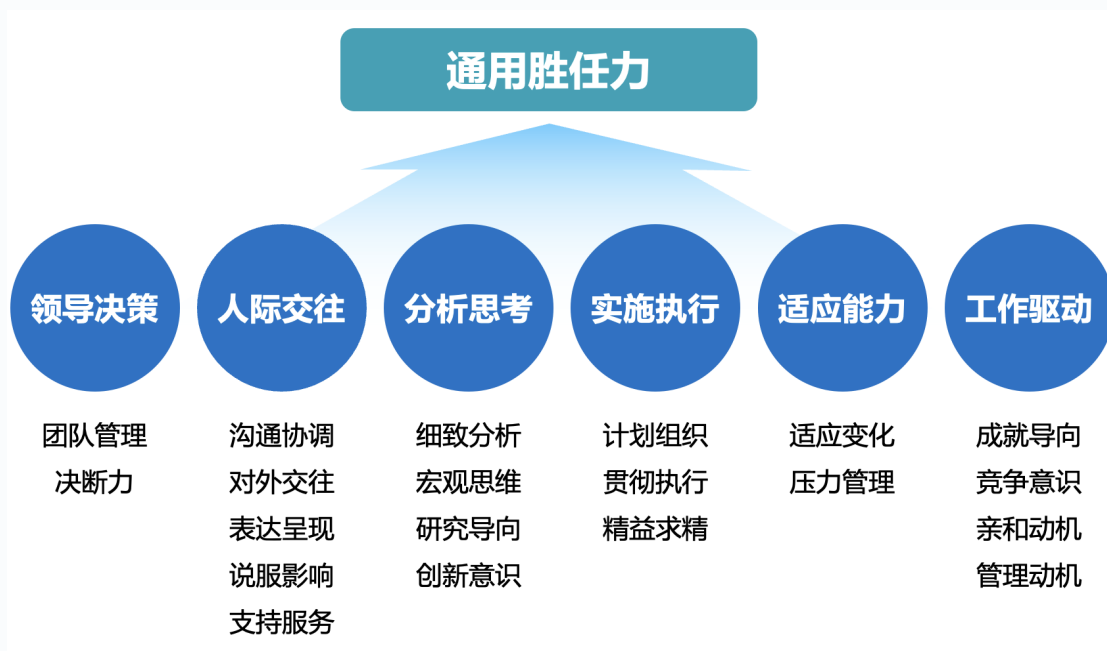 通用胜任力
领导决策
人际交往
分析思考
实施执行
适应能力
工作驱动
团队管理
决断力
沟通协调
对外交往
表达呈现
说服影响
支持服务
细致分析
宏观思维
研究导向
创新意识
计划组织
贯彻执行
精益求精
适应变化
压力管理
成就导向
竞争意识
亲和动机
管理动机